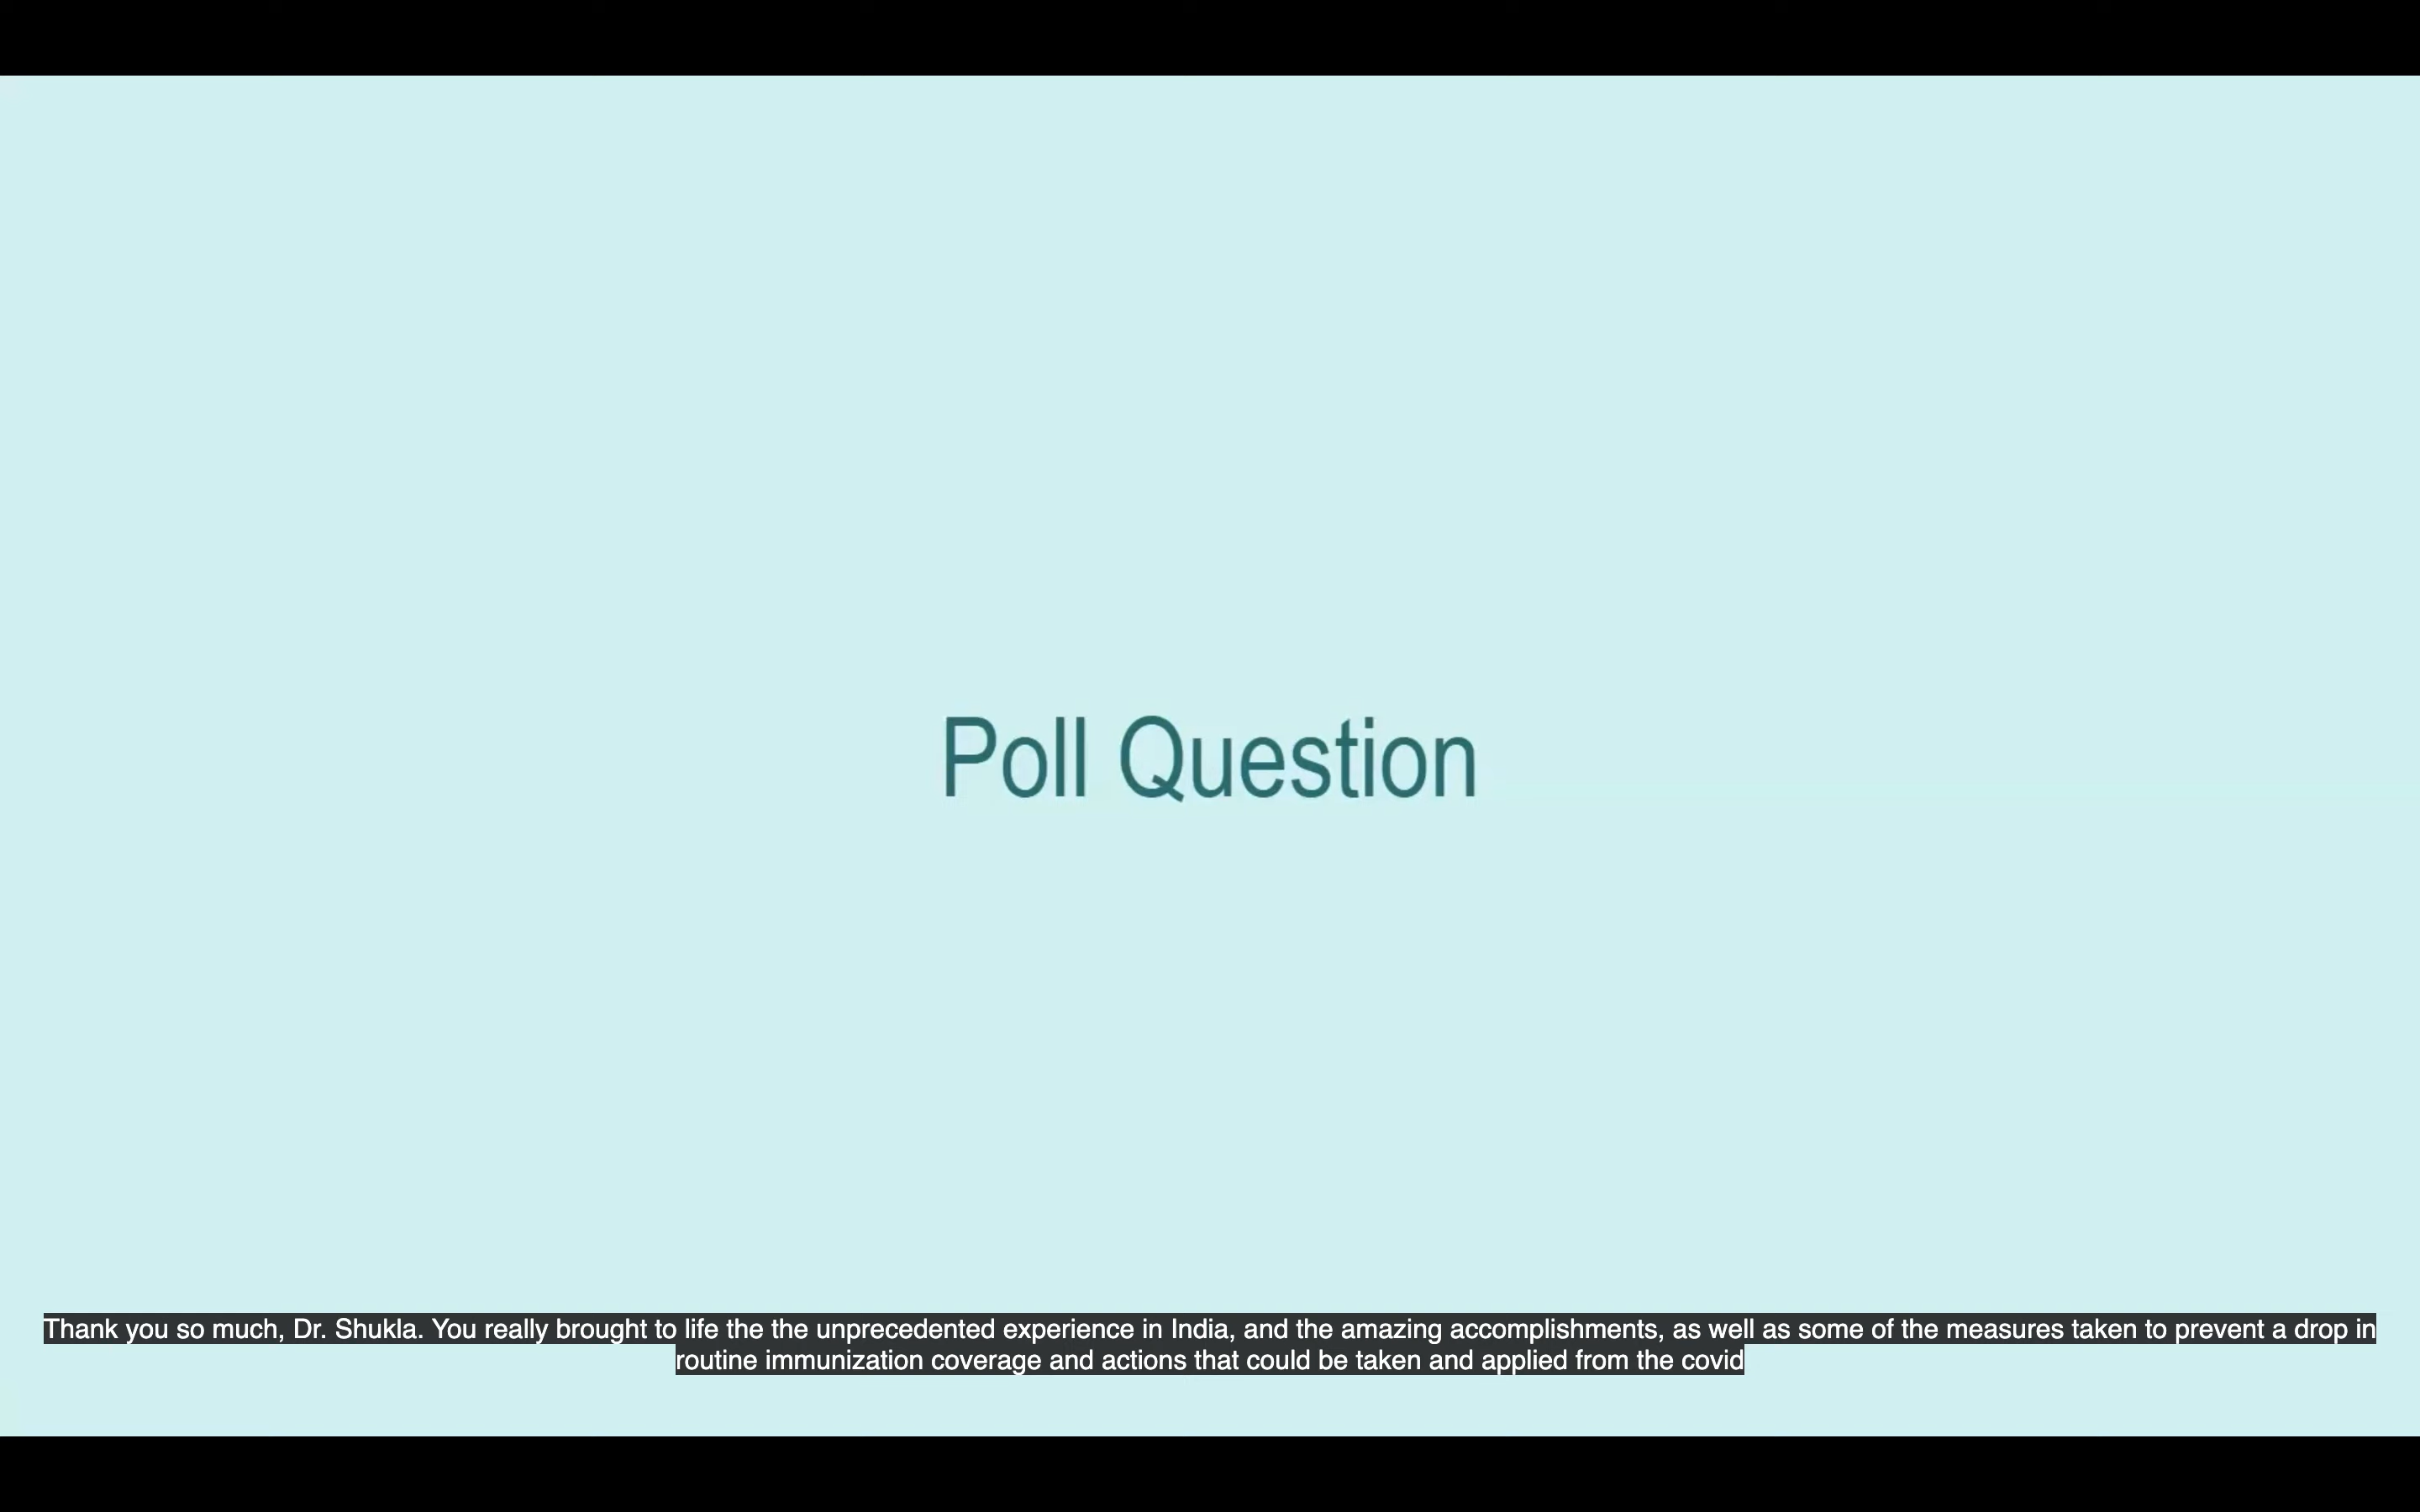 Poll Question
Thank you so much, Dr. Shukla. You really brought to life the the unprecedented experience in India, and the amazing accomplishments, as well as some of the measures taken to prevent a drop in
routine immunization coverage and actions that could be taken and applied from the covid